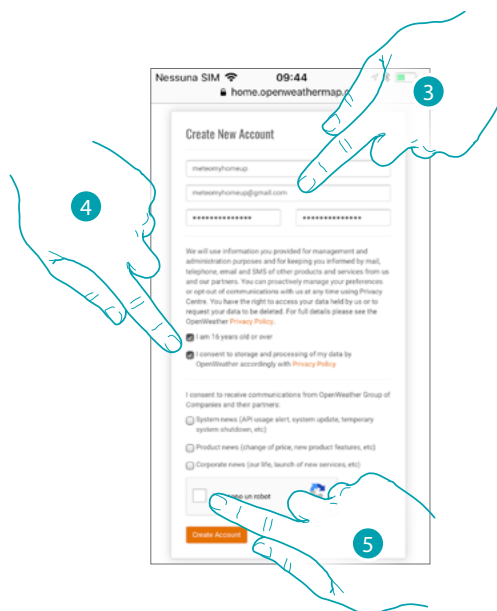 Nessuna SIM 09:44
home.openweathermap.
3
Create New Account
meteomyhomeup
meteomyhomeup@gmail.com
************** **************
4
We will use information you provided for management and
administration purposes and for keeping you informed by mail,
telephone, email and SMS of other products and services from us
and our partners. You can proactively manage your preferences
or opt-out of communications with us at any time using Privacy
Centre. You have the right to access your data held by us or to
request your data to be deleted. For full details please see the
OpenWeather Privacy Policy.
I am 16 years old or over
I consent to storage and processing of my data by
OpenWeather accordingly with Privacy Policy
I consent to receive communications from OpenWeather Group of
Companies and their partners:
System news (API usage alert, system update, temporary
system shutdown, etc)
Product news (change of price, new product features, etc)
Corporate news (our life, launch of new services, etc)
un robot
Create Account
5